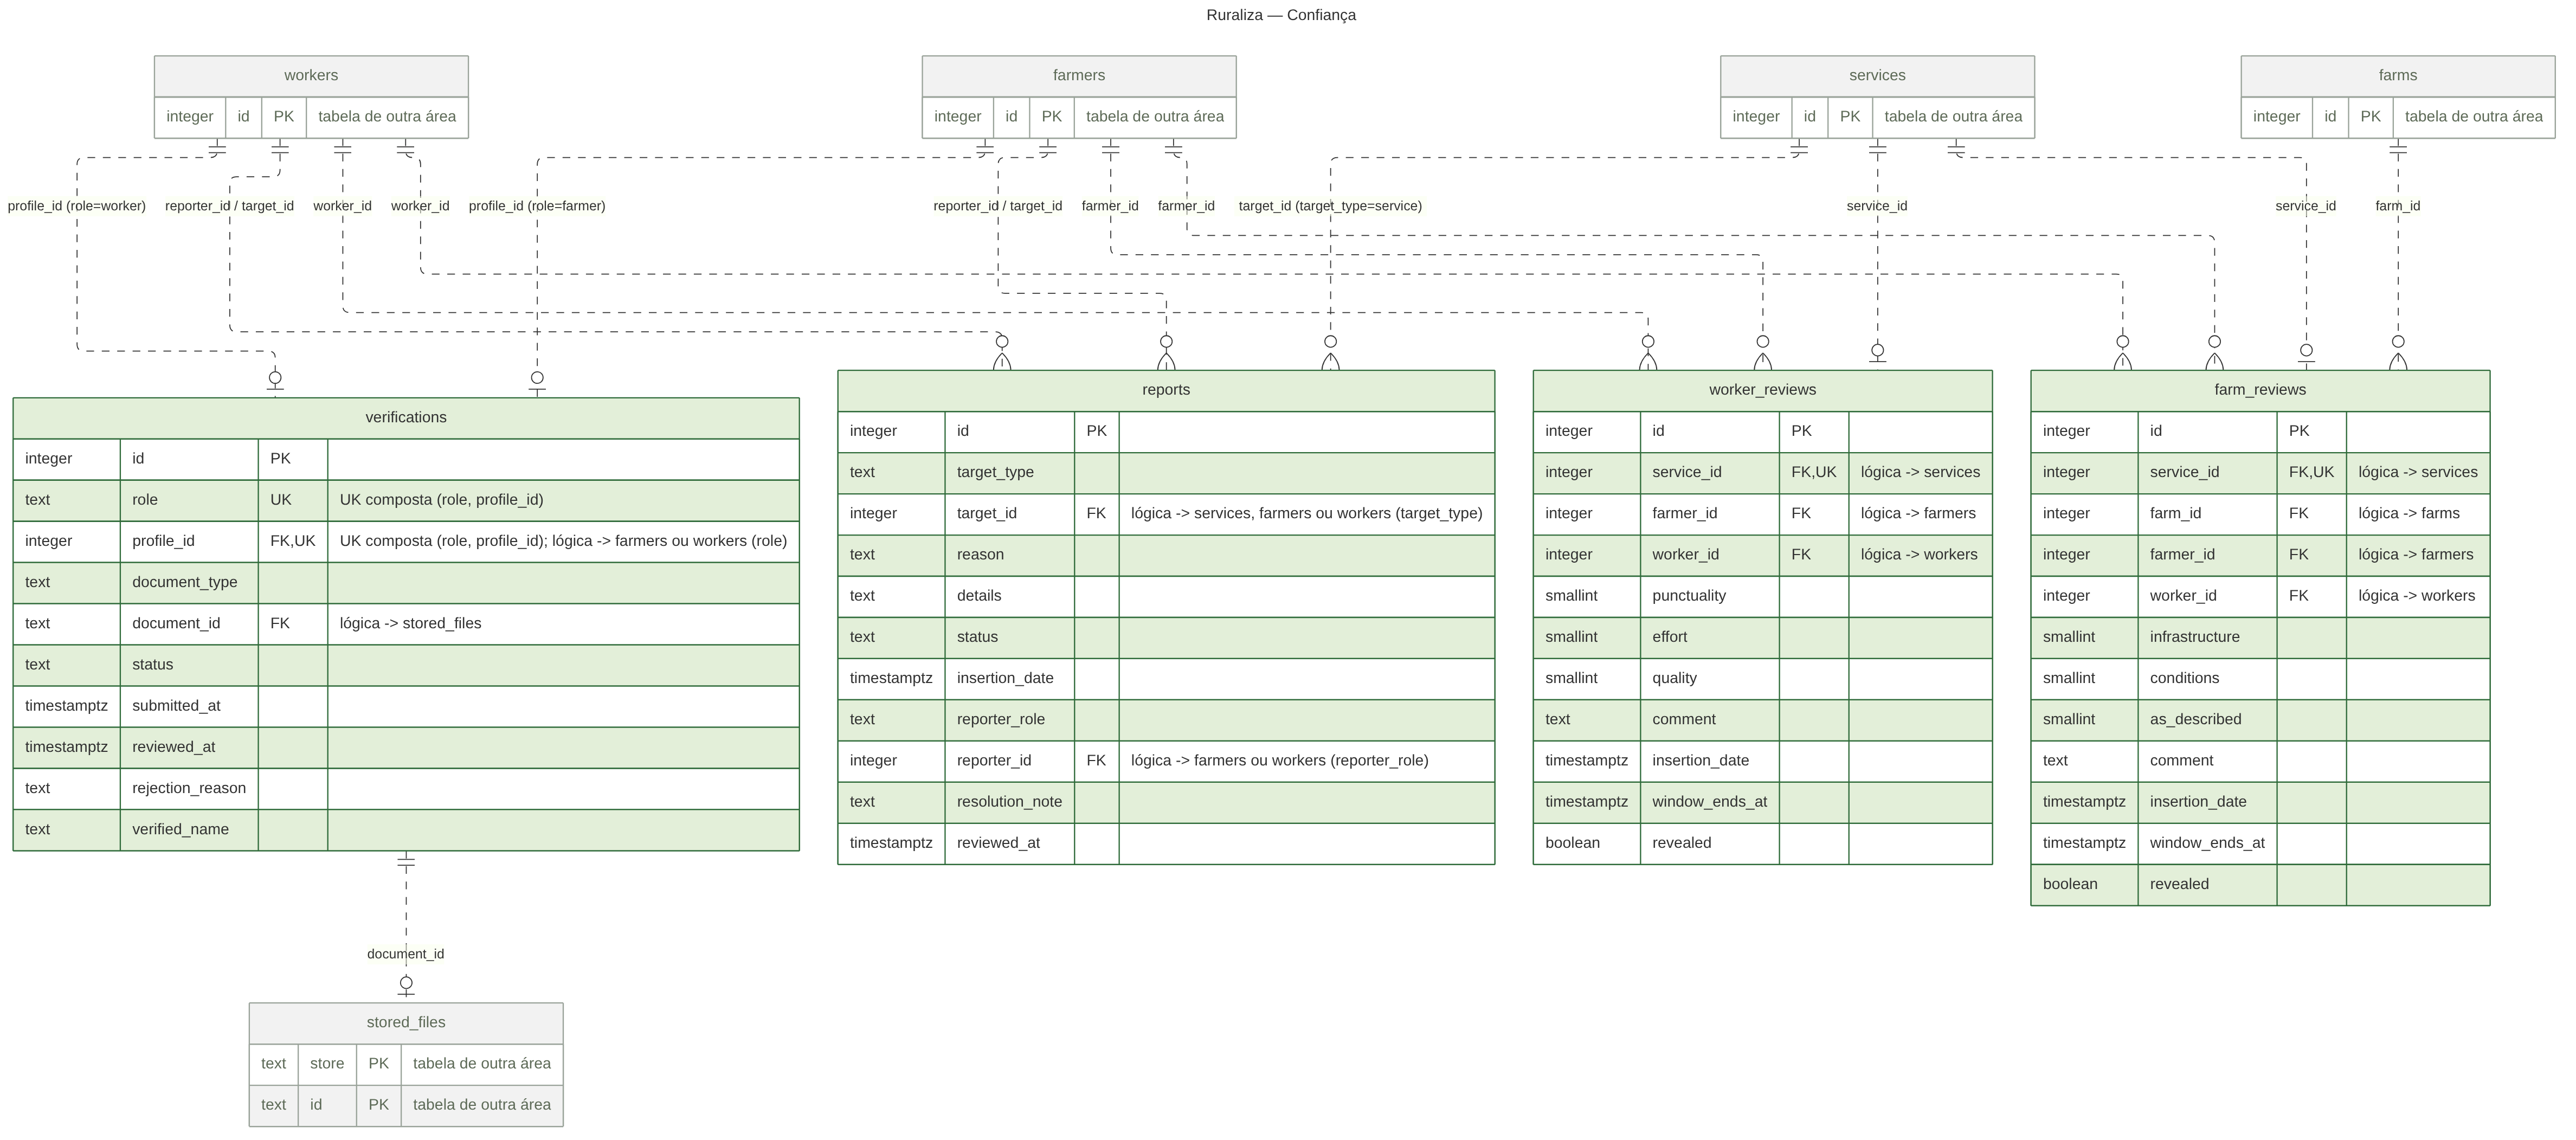 Ruraliza — Confiança
workers
integer id PK tabela de outra área
farmers
integer id PK tabela de outra área
services
integer id PK tabela de outra área
farms
integer id PK tabela de outra área
profile_id (role=worker) reporter_id / target_id worker_id worker_id profile_id (role=farmer) reporter_id / target_id farmer_id farmer_id target_id (target_type=service) service_id service_id farm_id
verifications
integer id PK
text role UK UK composta (role, profile_id)
integer profile_id FK,UK UK composta (role, profile_id); lógica -> farmers ou workers (role)
text document_type
text document_id FK lógica -> stored_files
text status
timestamptz submitted_at
timestamptz reviewed_at
text rejection_reason
text verified_name
reports
integer id PK
text target_type
integer target_id FK lógica -> services, farmers ou workers (target_type)
text reason
text details
text status
timestamptz insertion_date
text reporter_role
integer reporter_id FK lógica -> farmers ou workers (reporter_role)
text resolution_note
timestamptz reviewed_at
worker_reviews
integer id PK
integer service_id FK,UK lógica -> services
integer farmer_id FK lógica -> farmers
integer worker_id FK lógica -> workers
smallint punctuality
smallint effort
smallint quality
text comment
timestamptz insertion_date
timestamptz window_ends_at
boolean revealed
farm_reviews
integer id PK
integer service_id FK,UK lógica -> services
integer farm_id FK lógica -> farms
integer farmer_id FK lógica -> farmers
integer worker_id FK lógica -> workers
smallint infrastructure
smallint conditions
smallint as_described
text comment
timestamptz insertion_date
timestamptz window_ends_at
boolean revealed
document_id
stored_files
text store PK tabela de outra área
text id PK tabela de outra área